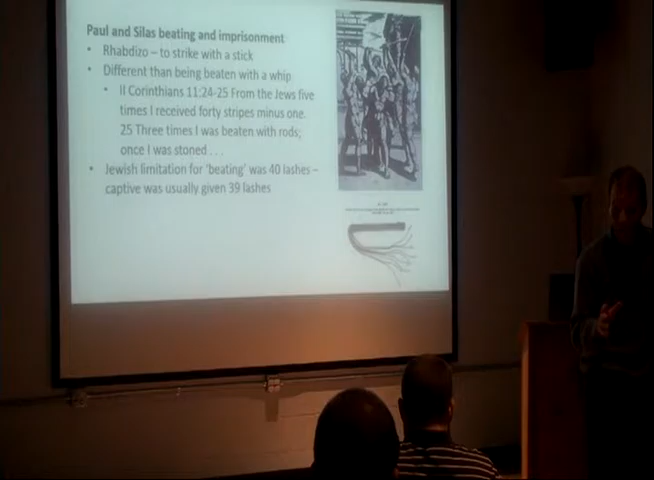 Paul and Silas beating and imprisonment
• Rhabdizo – to strike with a stick
• Different than being beaten with a whip
• II Corinthians 11:24-25 From the Jews five
times I received forty stripes minus one.
25 Three times I was beaten with rods;
once I was stoned . . .
• Jewish limitation for ‘beating’ was 40 lashes –
captive was usually given 39 lashes